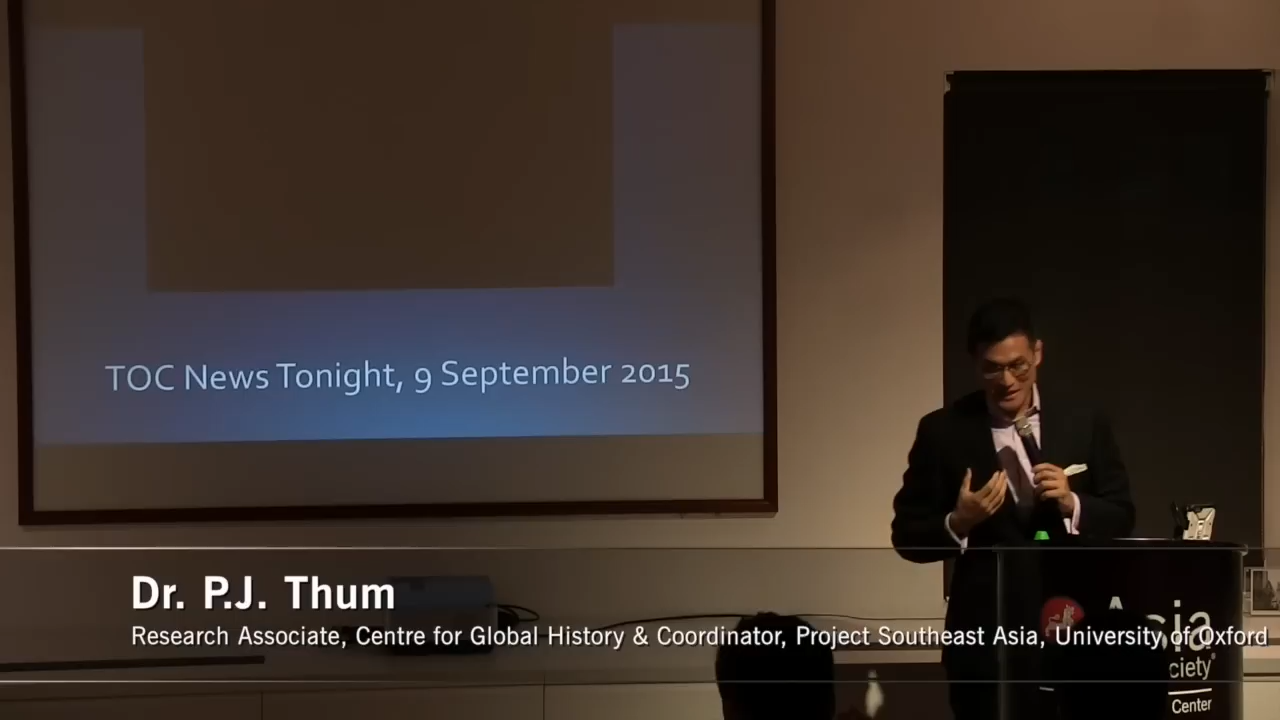 TOC News Tonight, 9 September 2015
Dr. P.J. Thum
Research Associate, Centre for Global History & Coordinator, Project Southeast Asia, University of Oxford
Center